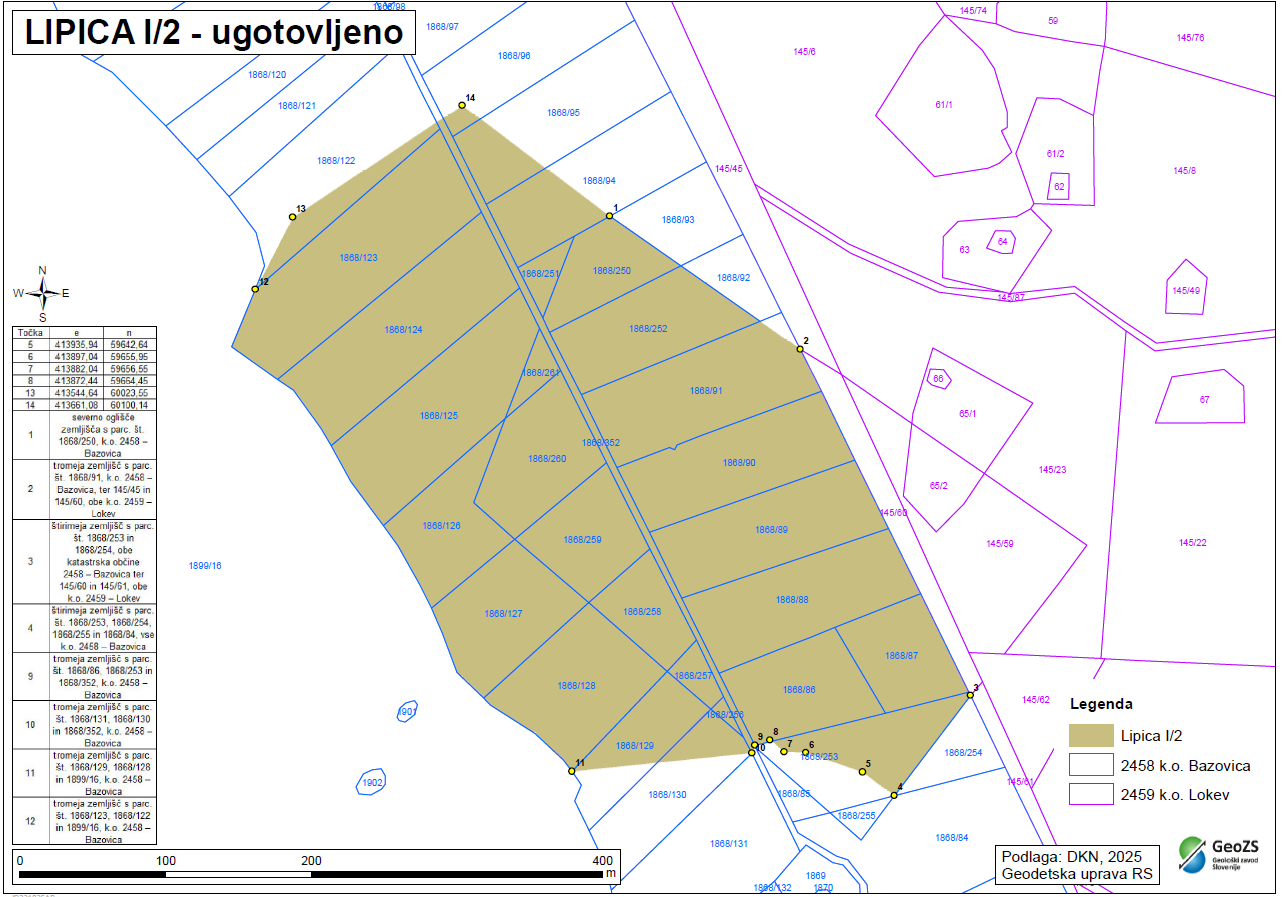 LIPICA I/2 - ugotovljeno
1868/98
1868/97
1868/96
1868/95
1868/94
1868/93
1868/92
1868/120
1868/121
1868/122
1868/123
1868/124
1868/125
1868/126
1868/127
1868/128
1868/129
1868/130
1868/131
1868/132
1869
1870
1868/250
1868/251
1868/252
1868/261
1868/91
1868/352
1868/260
1868/90
1868/259
1868/89
1868/258
1868/88
1868/87
1868/257
1868/86
1868/256
1868/253
1868/254
1868/85
1868/255
1868/84
1899/16
1901
1902
145/74
59
145/6
145/76
61/1
61/2
62
145/8
145/45
63
64
145/87
145/49
66
65/1
65/2
67
145/23
145/60
145/59
145/22
145/62
145/61
1
2
3
4
5
6
7
8
9
10
11
12
13
14
N
W E
S
Točka e n
5 413935,94 59642,64
6 413897,04 59655,95
7 413882,04 59656,55
8 413872,44 59664,45
13 413544,64 60023,55
14 413661,08 60100,14
1 severno oglišče
zemljišča s parc. št.
1868/250, k.o. 2458 –
Bazovica
2 tromeja zemljišč s parc.
št. 1868/91, k.o. 2458 –
Bazovica, ter 145/45 in
145/60, obe k.o. 2459 –
Lokev
3 štirimeja zemljišč s parc.
št. 1868/253 in
1868/254, obe
katastrska občine
2458 – Bazovica ter
145/60 in 145/61, obe
k.o. 2459 – Lokev
4 štirimeja zemljišč s parc.
št. 1868/253, 1868/254,
1868/255 in 1868/84, vse
k.o. 2458 – Bazovica
9 tromeja zemljišč s parc.
št. 1868/86, 1868/253 in
1868/352, k.o. 2458 –
Bazovica
10 tromeja zemljišč s parc.
št. 1868/131, 1868/130
in 1868/352, k.o. 2458 –
Bazovica
11 tromeja zemljišč s parc.
št. 1868/129, 1868/128
in 1899/16, k.o. 2458 –
Bazovica
12 tromeja zemljišč s parc.
št. 1868/123, 1868/122
in 1899/16, k.o. 2458 –
Bazovica
0 100 200 400
m
Legenda
Lipica I/2
2458 k.o. Bazovica
2459 k.o. Lokev
Podlaga: DKN, 2025
Geodetska uprava RS
GeoZS
Geološki zavod
Slovenije